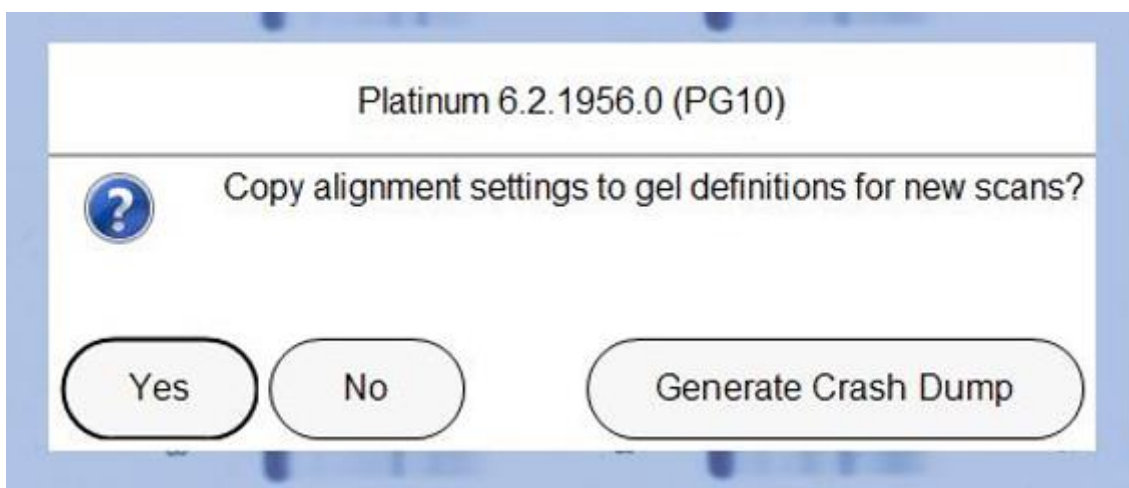 Platinum 6.2.1956.0 (PG10)
Copy alignment settings to gel definitions for new scans?
Yes
No
Generate Crash Dump